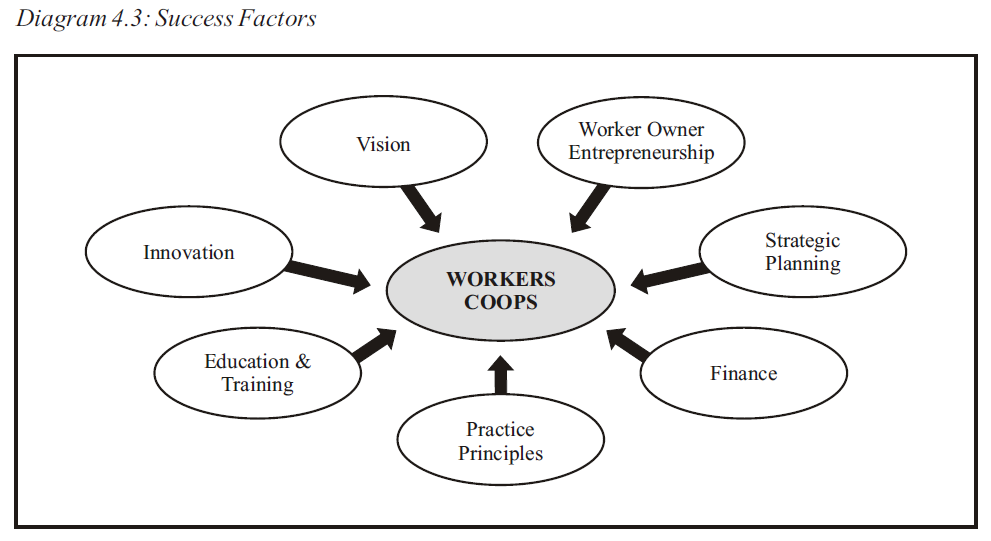 Diagram 4.3: Success Factors
Vision
Worker Owner
Entrepreneurship
Innovation
Strategic
Planning
WORKERS
COOPS
Education &
Training
Finance
Practice
Principles